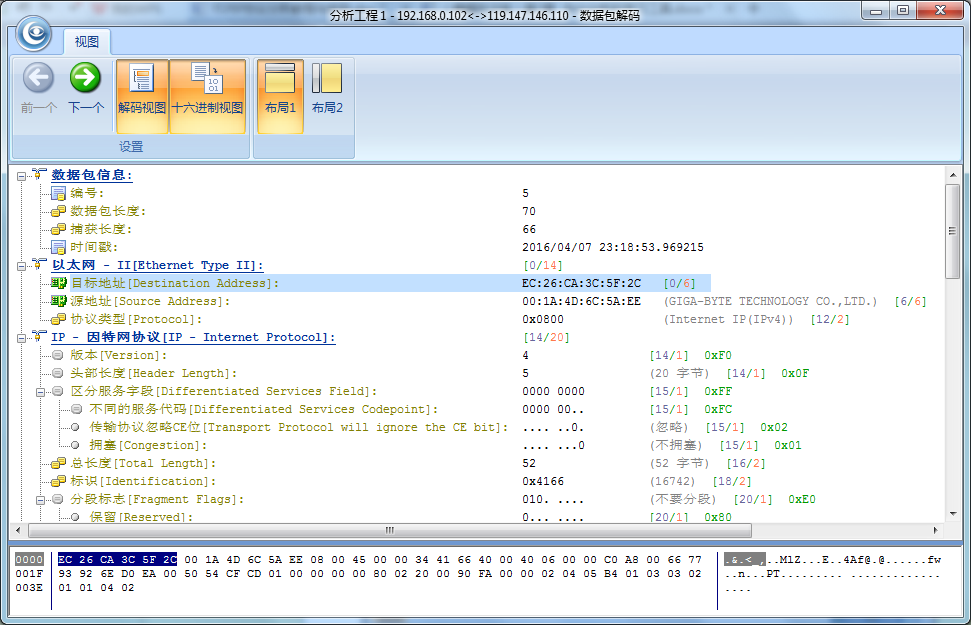 分析工程 1 - 192.168.0.102<->119.147.146.110 - 数据包解码
视图
前一个 下一个 解码视图 十六进制视图 布局1 布局2
设置
数据包信息:
编号: 5
数据包长度: 70
捕获长度: 66
时间戳: 2016/04/07 23:18:53.969215
以太网 - II[Ethernet Type II]: [0/14]
目标地址[Destination Address]: EC:26:CA:3C:5F:2C [0/6]
源地址[Source Address]: 00:1A:4D:6C:5A:EE (GIGA-BYTE TECHNOLOGY CO.,LTD.) [6/6]
协议类型[Protocol]: 0x0800 (Internet IP(IPv4)) [12/2]
IP - 因特网协议[IP - Internet Protocol]: [14/20]
版本[Version]: 4 [14/1] 0xF0
头部长度[Header Length]: 5 (20 字节) [14/1] 0x0F
区分服务字段[Differentiated Services Field]: 0000 0000 [15/1] 0xFF
不同的服务代码[Differentiated Services Codepoint]: 0000 00.. [15/1] 0xFC
传输协议忽略CE位[Transport Protocol will ignore the CE bit]: .... ..0. (忽略) [15/1] 0x02
拥塞[Congestion]: .... ...0 (不拥塞) [15/1] 0x01
总长度[Total Length]: 52 (52 字节) [16/2]
标识[Identification]: 0x4166 (16742) [18/2]
分段标志[Fragment Flags]: 010. .... (不要分段) [20/1] 0xE0
保留[Reserved]: 0... .... [20/1] 0x80
0000 EC 26 CA 3C 5F 2C 00 1A 4D 6C 5A EE 08 00 45 00 00 34 41 66 40 00 40 06 00 00 C0 A8 00 66 77 .&.<_,..MlZ...E..4Af@.@......fw
001F 93 92 6E D0 EA 00 50 54 CF CD 01 00 00 00 00 80 02 20 00 90 FA 00 00 02 04 05 B4 01 03 03 02 ..n...PT......... .............
003E 01 01 04 02 ....